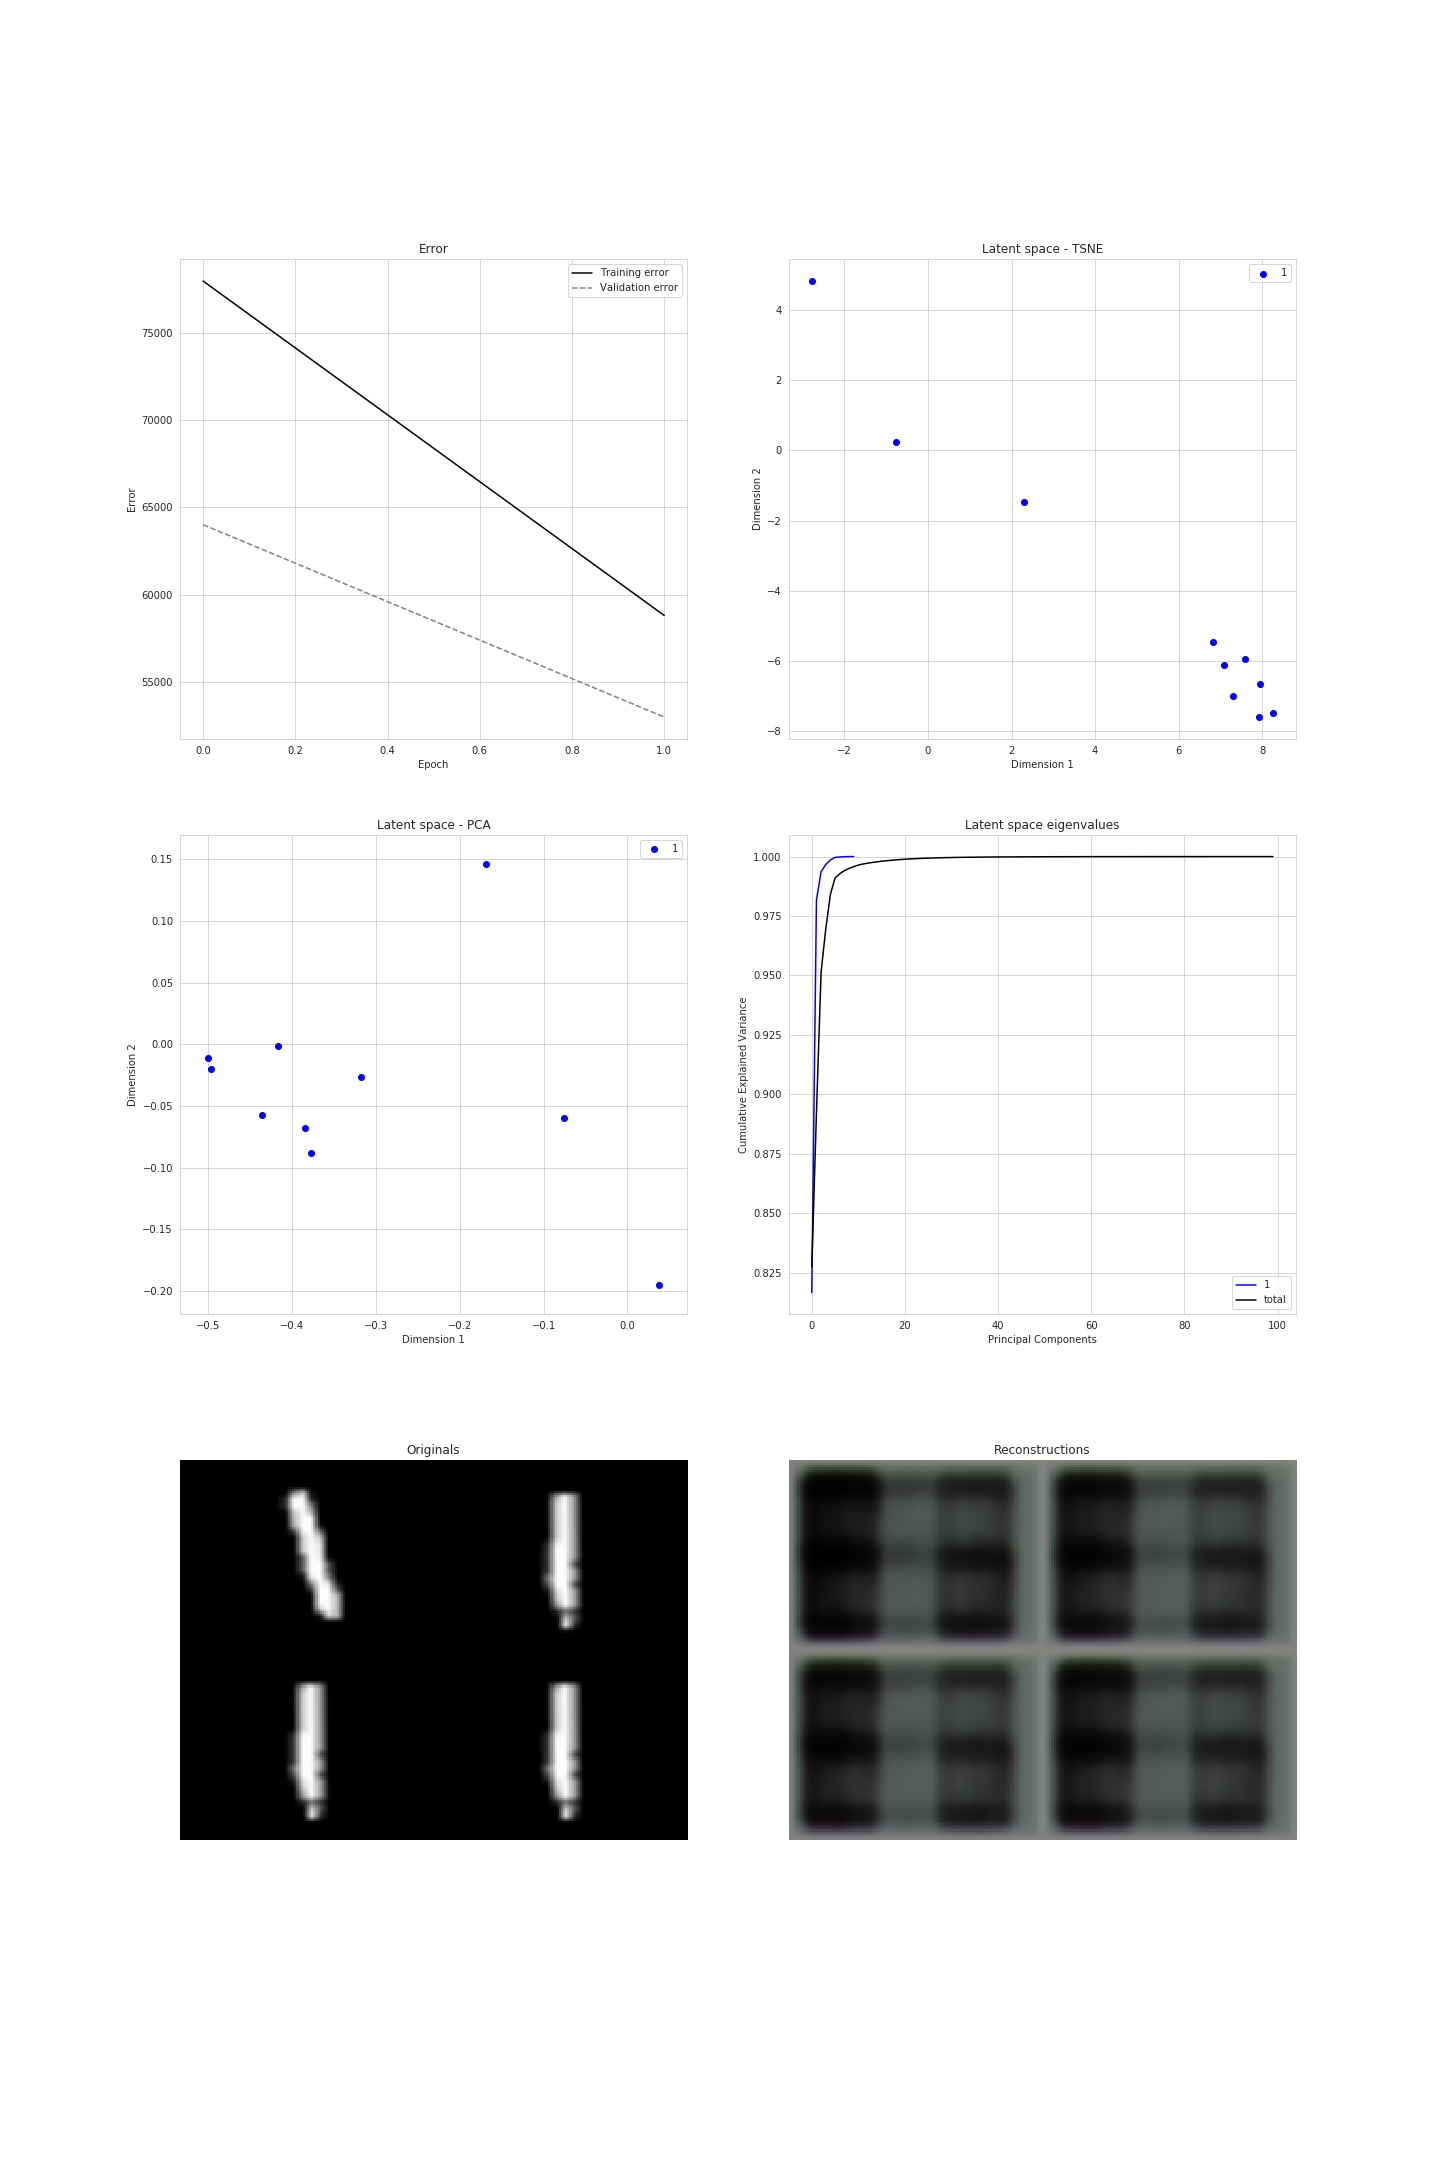 Error
Training error
Validation error
75000
70000
65000
60000
55000
Error
0.0 0.2 0.4 0.6 0.8 1.0
Epoch
Latent space - TSNE
1
4
2
0
−2
−4
−6
−8
Dimension 2
−2 0 2 4 6 8
Dimension 1
Latent space - PCA
1
0.15
0.10
0.05
0.00
−0.05
−0.10
−0.15
−0.20
Dimension 2
−0.5 −0.4 −0.3 −0.2 −0.1 0.0
Dimension 1
Latent space eigenvalues
1.000
0.975
0.950
0.925
0.900
0.875
0.850
0.825
Cumulative Explained Variance
1
total
0 20 40 60 80 100
Principal Components
Originals
Reconstructions